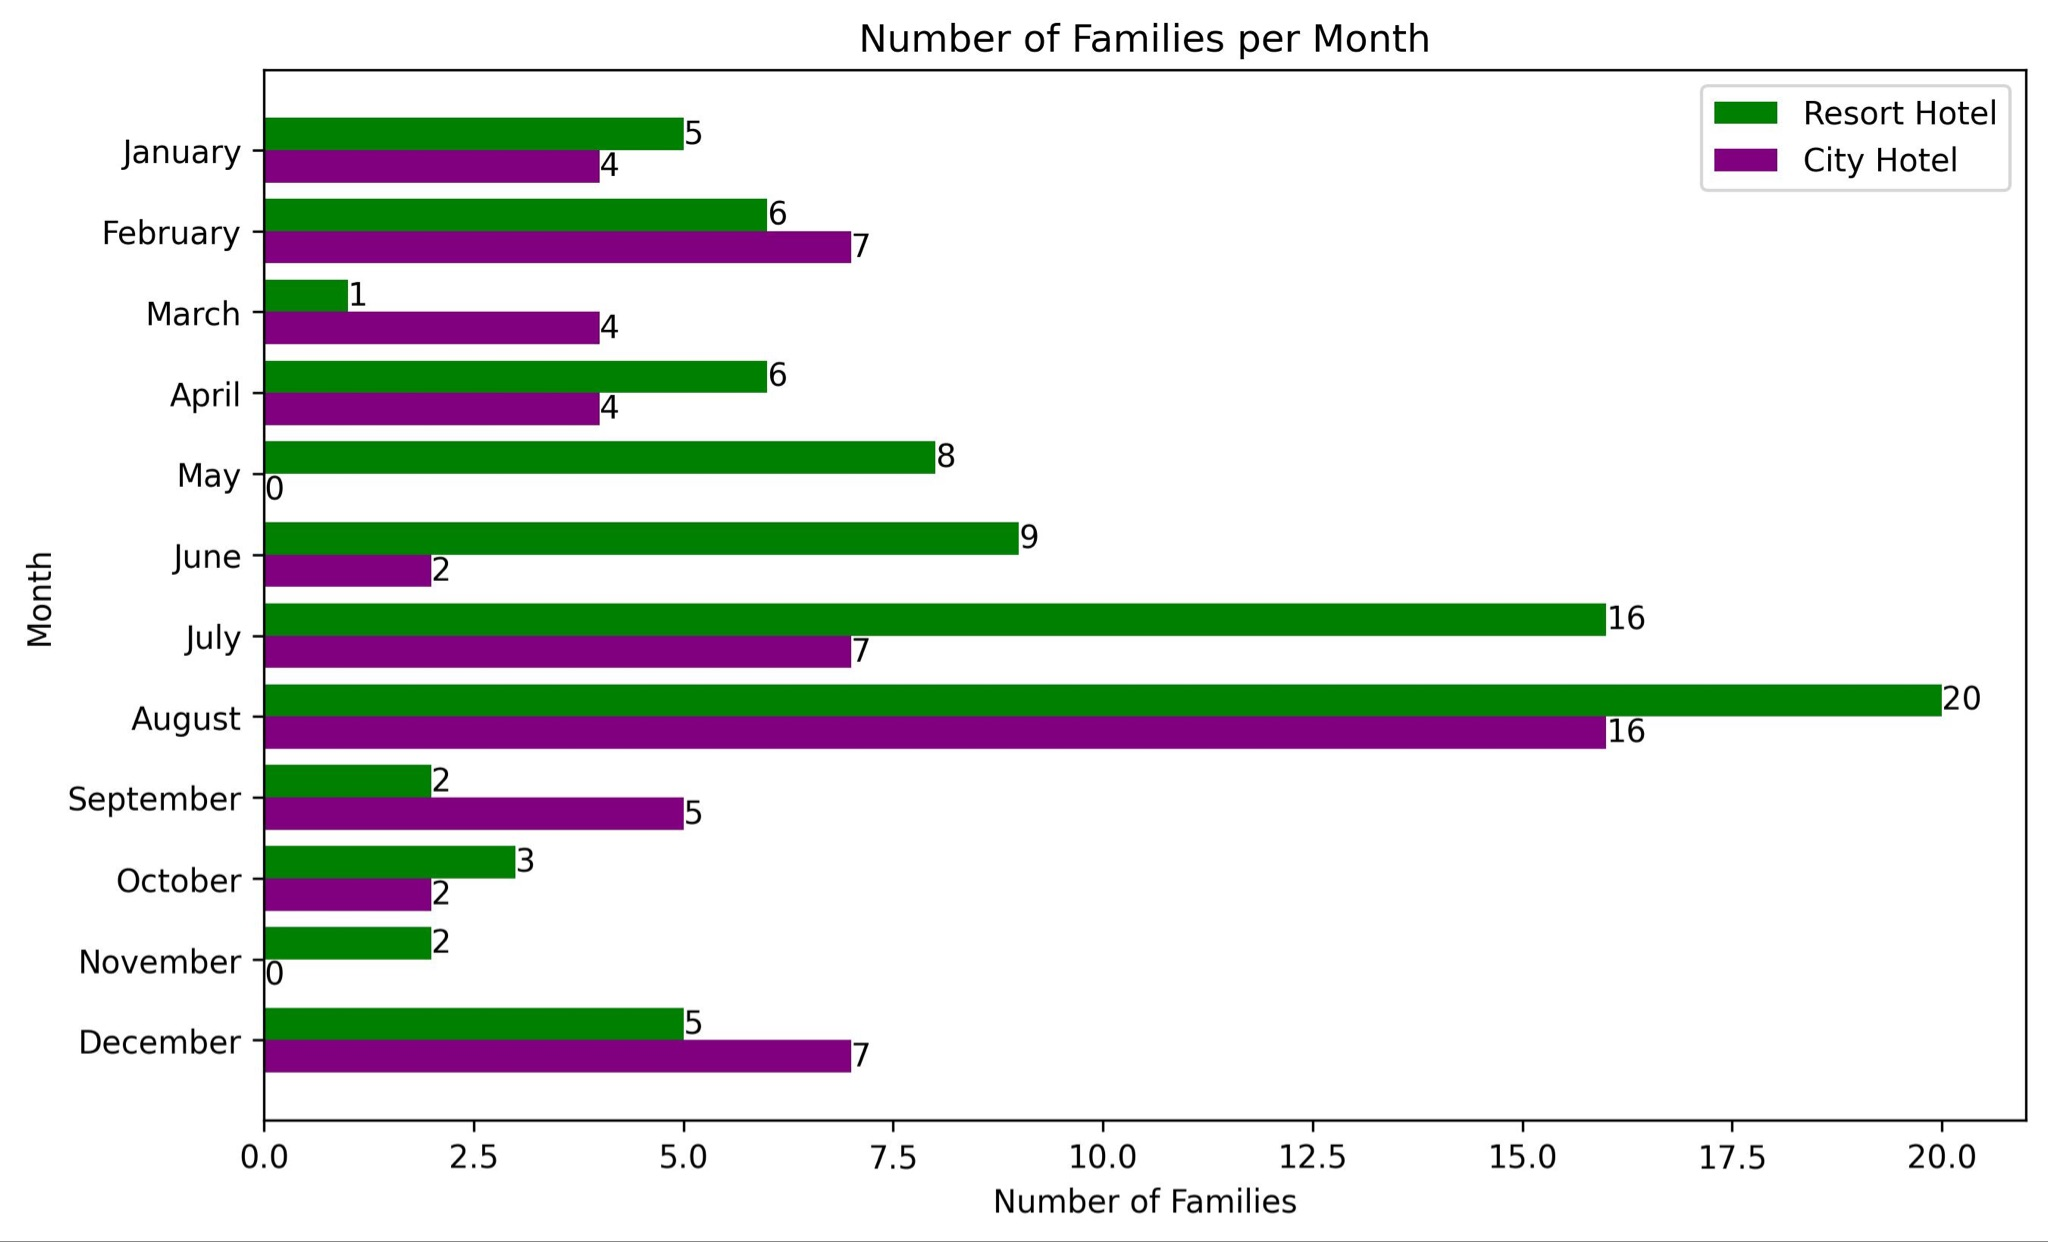 Number of Families per Month
Resort Hotel
City Hotel
Month
January
5
4
February
6
7
March
1
4
April
6
4
May
8
0
June
9
2
July
16
7
August
20
16
September
2
5
October
3
2
November
2
0
December
5
7
0.0 2.5 5.0 7.5 10.0 12.5 15.0 17.5 20.0
Number of Families